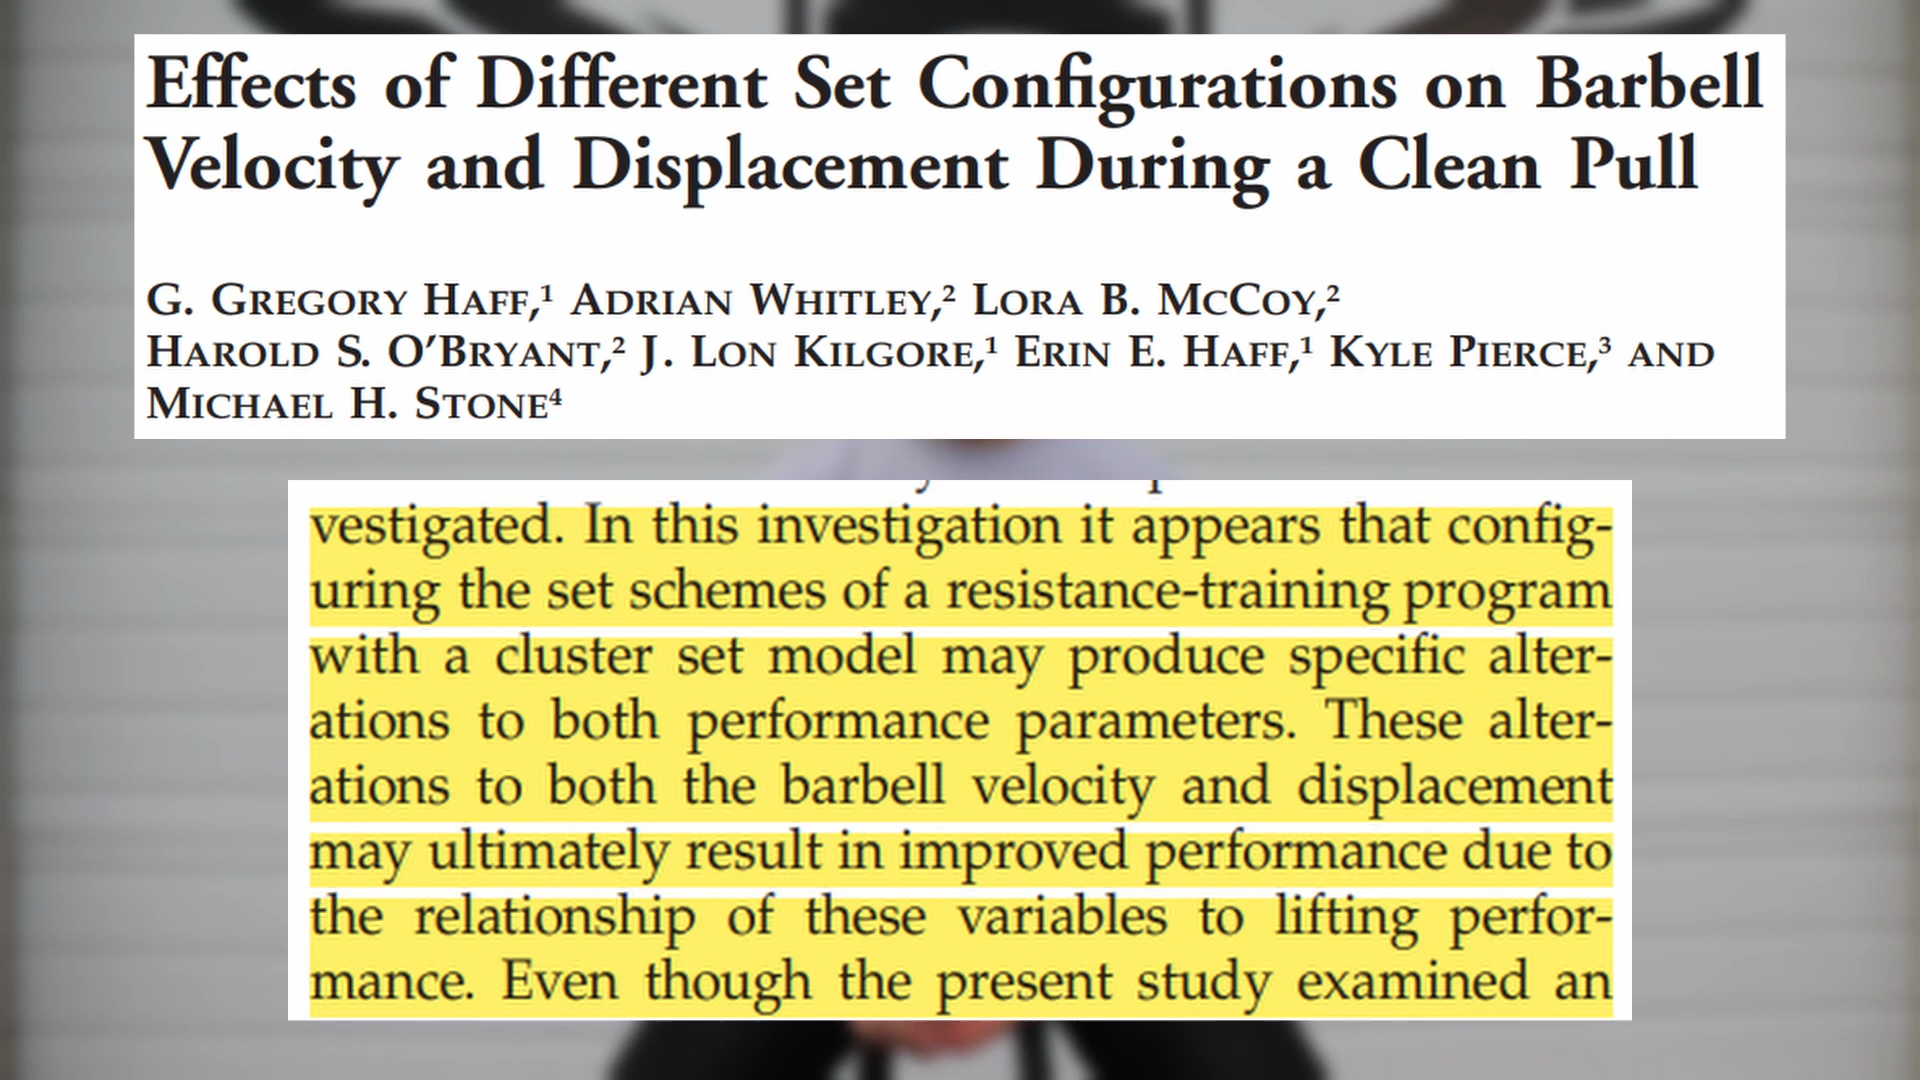 Effects of Different Set Configurations on Barbell
Velocity and Displacement During a Clean Pull
G. GREGORY HAFF,¹ ADRIAN WHITLEY,² LORA B. MCCOY,²
HAROLD S. O’BRYANT,² J. LON KILGORE,¹ ERIN E. HAFF,¹ KYLE PIERCE,³ AND
MICHAEL H. STONE⁴
vestigated. In this investigation it appears that config-
uring the set schemes of a resistance-training program
with a cluster set model may produce specific alter-
ations to both performance parameters. These alter-
ations to both the barbell velocity and displacement
may ultimately result in improved performance due to
the relationship of these variables to lifting perfor-
mance. Even though the present study examined an